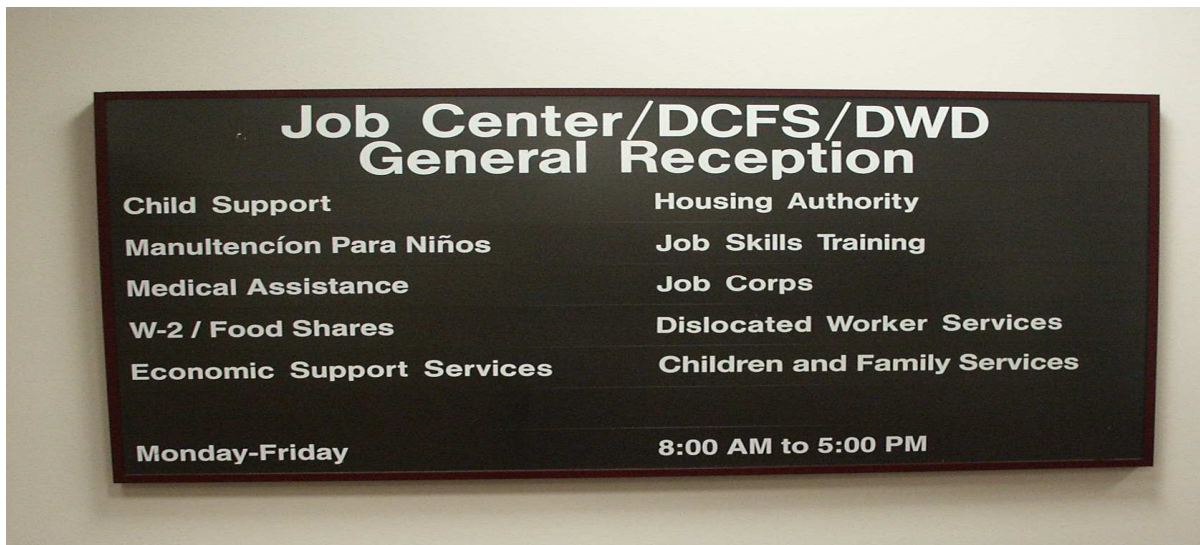 Job Center/DCFS/DWD
General Reception
Child Support
Manultencíon Para Niños
Medical Assistance
W-2 / Food Shares
Economic Support Services
Monday-Friday
Housing Authority
Job Skills Training
Job Corps
Dislocated Worker Services
Children and Family Services
8:00 AM to 5:00 PM